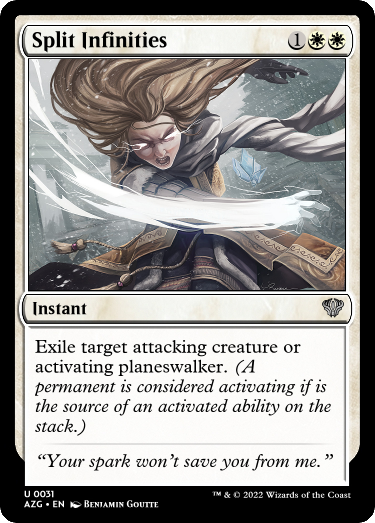 Split Infinities 1
Instant
Exile target attacking creature or
activating planeswalker. (A
permanent is considered activating if is
the source of an activated ability on the
stack.)
“Your spark won’t save you from me.”
U 0031
AZG • EN Benjamin Goutte
™ & © 2022 Wizards of the Coast